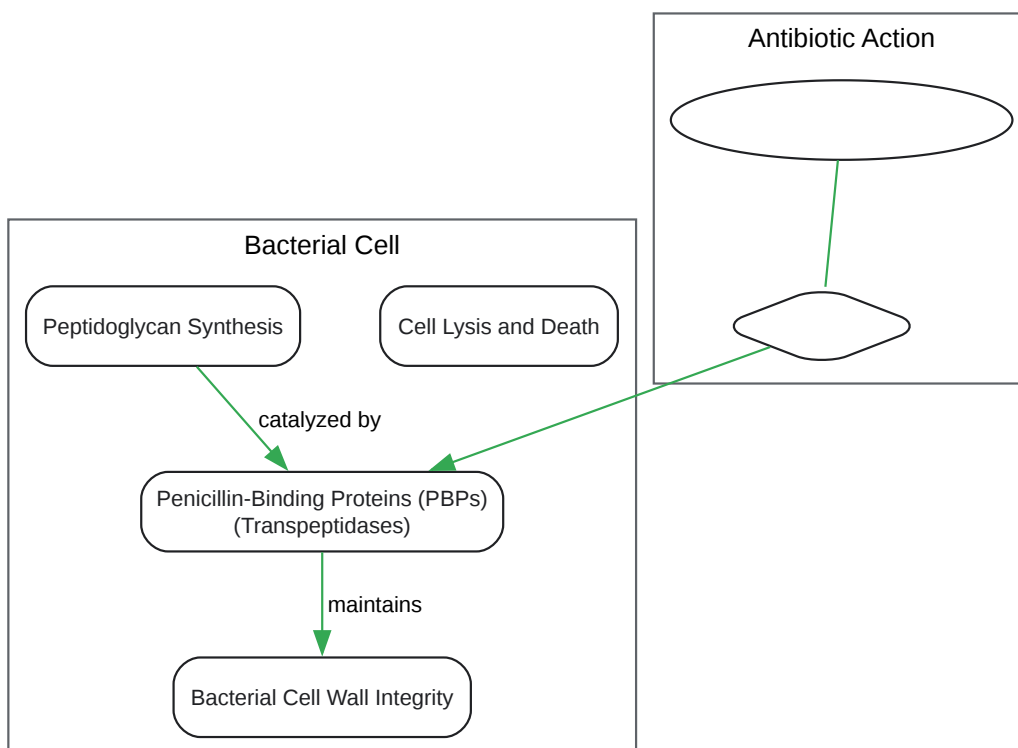 Antibiotic Action
Bacterial Cell
Peptidoglycan Synthesis
Cell Lysis and Death
catalyzed by
Penicillin-Binding Proteins (PBPs)
(Transpeptidases)
maintains
Bacterial Cell Wall Integrity